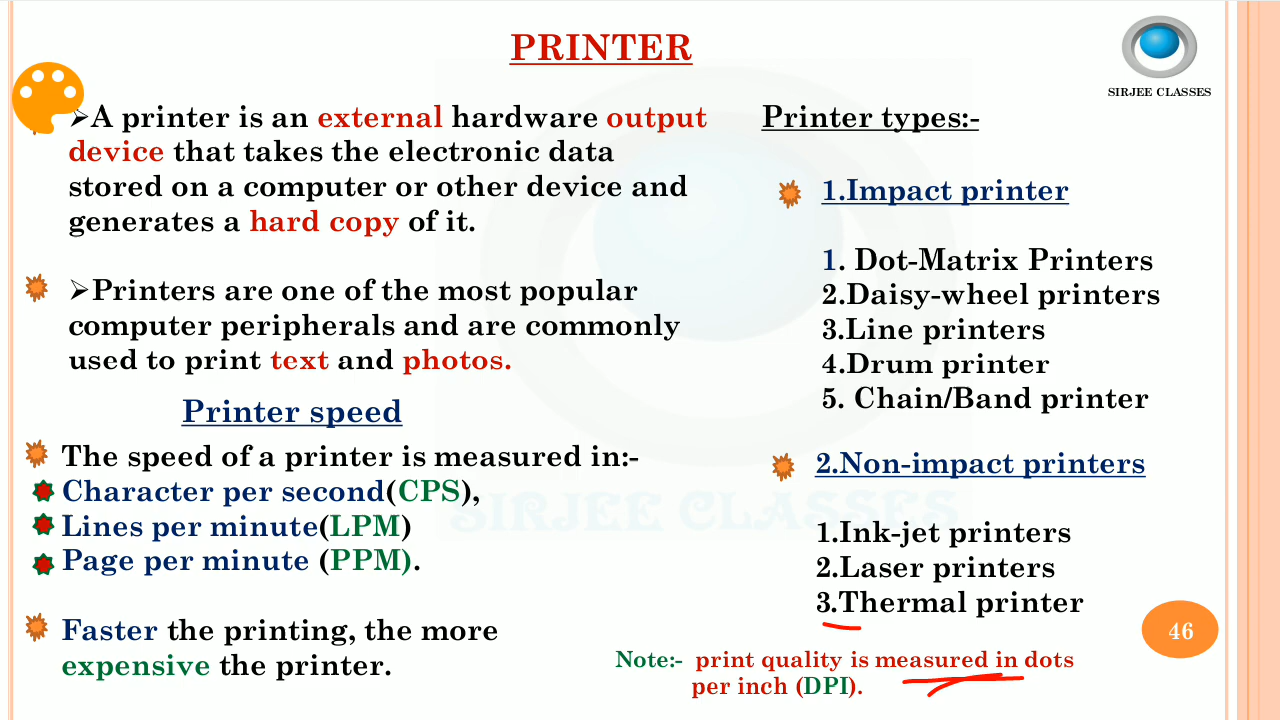 PRINTER
SIRJEE CLASSES
➢A printer is an external hardware output
device that takes the electronic data
stored on a computer or other device and
generates a hard copy of it.
➢Printers are one of the most popular
computer peripherals and are commonly
used to print text and photos.
Printer speed
The speed of a printer is measured in:-
Character per second(CPS),
Lines per minute(LPM)
Page per minute (PPM).
Faster the printing, the more
expensive the printer.
Printer types:-
1.Impact printer
1. Dot-Matrix Printers
2.Daisy-wheel printers
3.Line printers
4.Drum printer
5. Chain/Band printer
2.Non-impact printers
1.Ink-jet printers
2.Laser printers
3.Thermal printer
Note:- print quality is measured in dots
per inch (DPI).
46
SIRJEE CLASSES